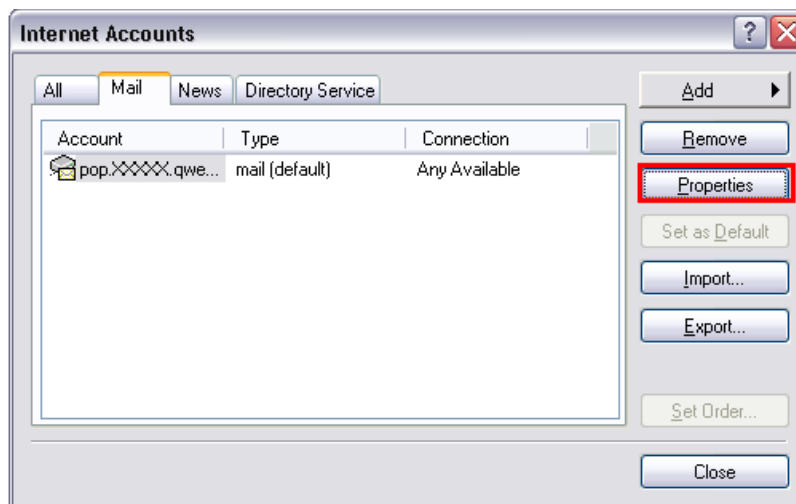 Internet Accounts
All Mail News Directory Service
Account Type Connection
pop.XXXXX.qwe... mail (default) Any Available
Add
Remove
Properties
Set as Default
Import...
Export...
Set Order...
Close